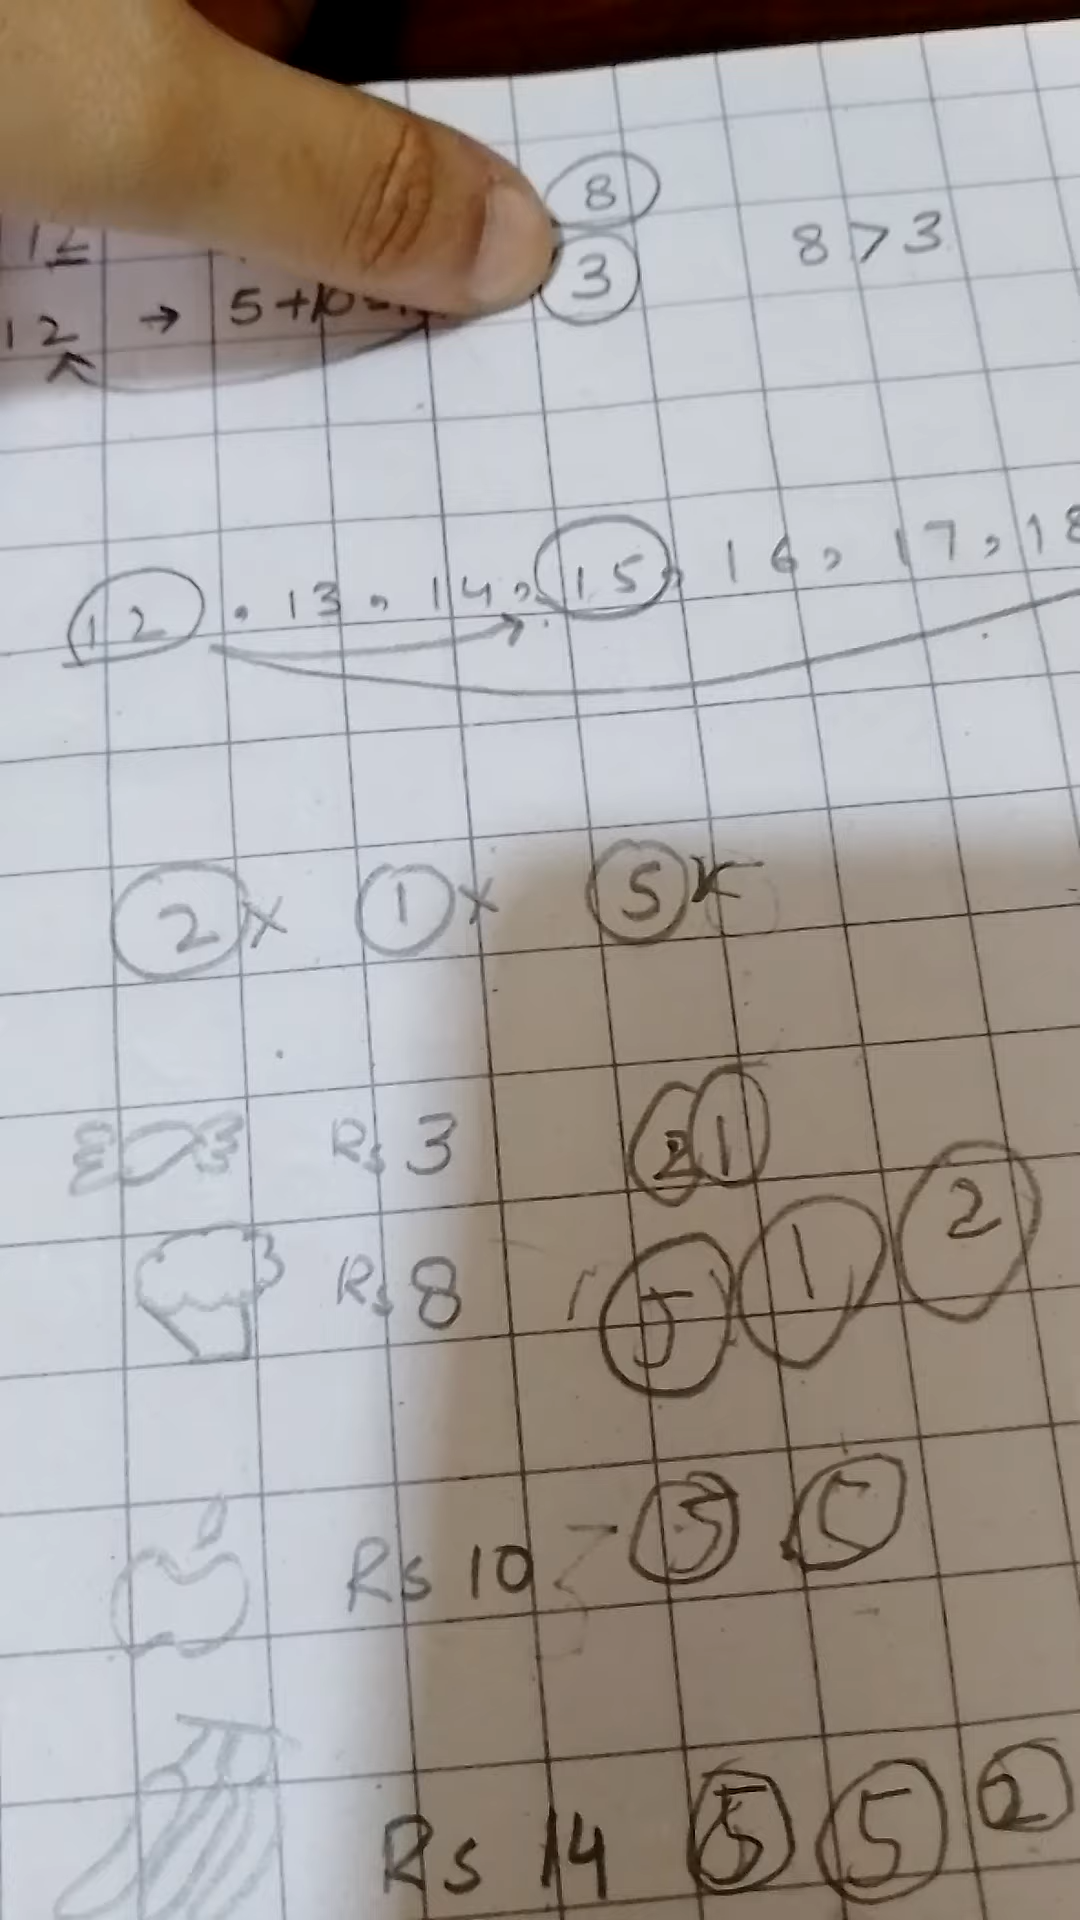 8
12
3 8 > 3
12 → 5+10
12, 13, 14, 15, 16, 17, 18
2 x 1 x 5 x
Rs 3 2 1
Rs 8 5 1 2
Rs 10 5 5
Rs 14 5 5 2